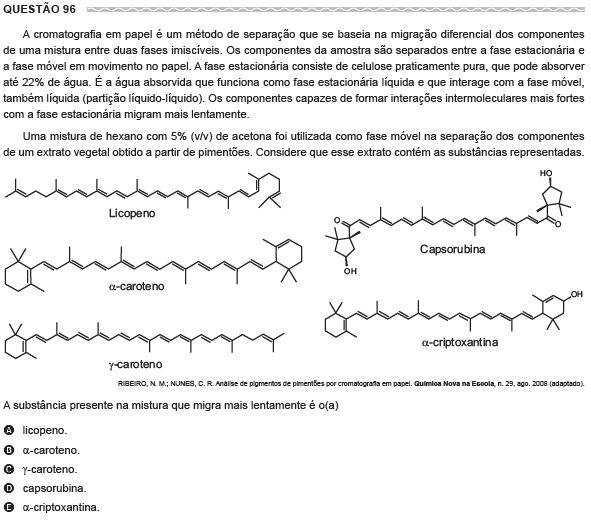 QUESTÃO 96
A cromatografia em papel é um método de separação que se baseia na migração diferencial dos componentes
de uma mistura entre duas fases imiscíveis. Os componentes da amostra são separados entre a fase estacionária e
a fase móvel em movimento no papel. A fase estacionária consiste de celulose praticamente pura, que pode absorver
até 22% de água. É a água absorvida que funciona como fase estacionária líquida e que interage com a fase móvel,
também líquida (partição líquido-líquido). Os componentes capazes de formar interações intermoleculares mais fortes
com a fase estacionária migram mais lentamente.
Uma mistura de hexano com 5% (v/v) de acetona foi utilizada como fase móvel na separação dos componentes
de um extrato vegetal obtido a partir de pimentões. Considere que esse extrato contém as substâncias representadas.
HO
Licopeno
O
O
Capsorubina
OH
α-caroteno
OH
α-criptoxantina
γ-caroteno
RIBEIRO, N. M.; NUNES, C. R. Análise de pigmentos de pimentões por cromatografia em papel. Química Nova na Escola, n. 29, ago. 2008 (adaptado).
A substância presente na mistura que migra mais lentamente é o(a)
A licopeno.
B α-caroteno.
C γ-caroteno.
D capsorubina.
E α-criptoxantina.